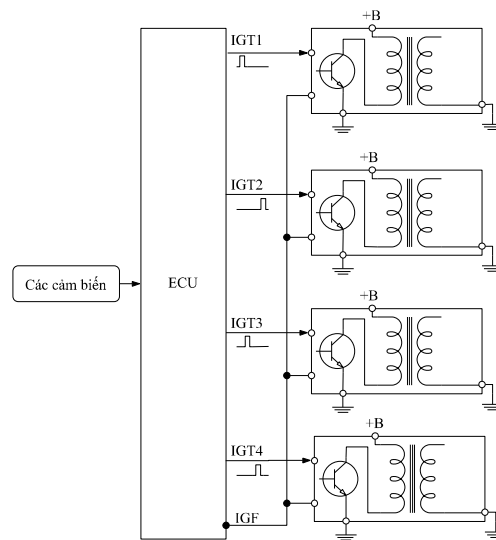 +B
IGT1
+B
IGT2
Các cảm biến
ECU
+B
IGT3
+B
IGT4
IGF